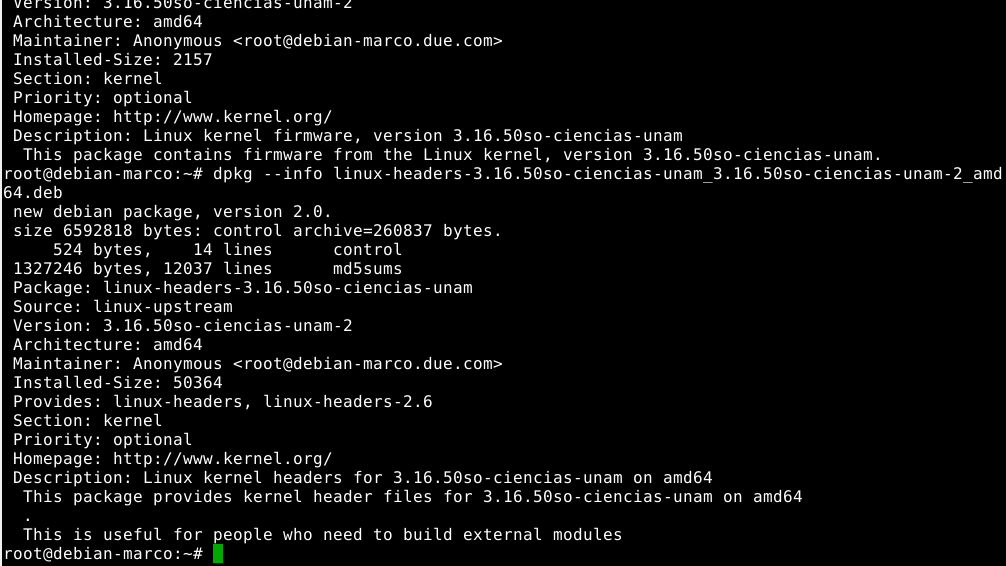 Version: 3.16.50so-ciencias-unam-2
Architecture: amd64
Maintainer: Anonymous <root@debian-marco.due.com>
Installed-Size: 2157
Section: kernel
Priority: optional
Homepage: http://www.kernel.org/
Description: Linux kernel firmware, version 3.16.50so-ciencias-unam
 This package contains firmware from the Linux kernel, version 3.16.50so-ciencias-unam.
root@debian-marco:~# dpkg --info linux-headers-3.16.50so-ciencias-unam_3.16.50so-ciencias-unam-2_amd
64.deb
 new debian package, version 2.0.
 size 6592818 bytes: control archive=260837 bytes.
     524 bytes,    14 lines      control
 1327246 bytes, 12037 lines      md5sums
 Package: linux-headers-3.16.50so-ciencias-unam
 Source: linux-upstream
 Version: 3.16.50so-ciencias-unam-2
 Architecture: amd64
 Maintainer: Anonymous <root@debian-marco.due.com>
 Installed-Size: 50364
 Provides: linux-headers, linux-headers-2.6
 Section: kernel
 Priority: optional
 Homepage: http://www.kernel.org/
 Description: Linux kernel headers for 3.16.50so-ciencias-unam on amd64
  This package provides kernel header files for 3.16.50so-ciencias-unam on amd64
  .
  This is useful for people who need to build external modules
root@debian-marco:~#